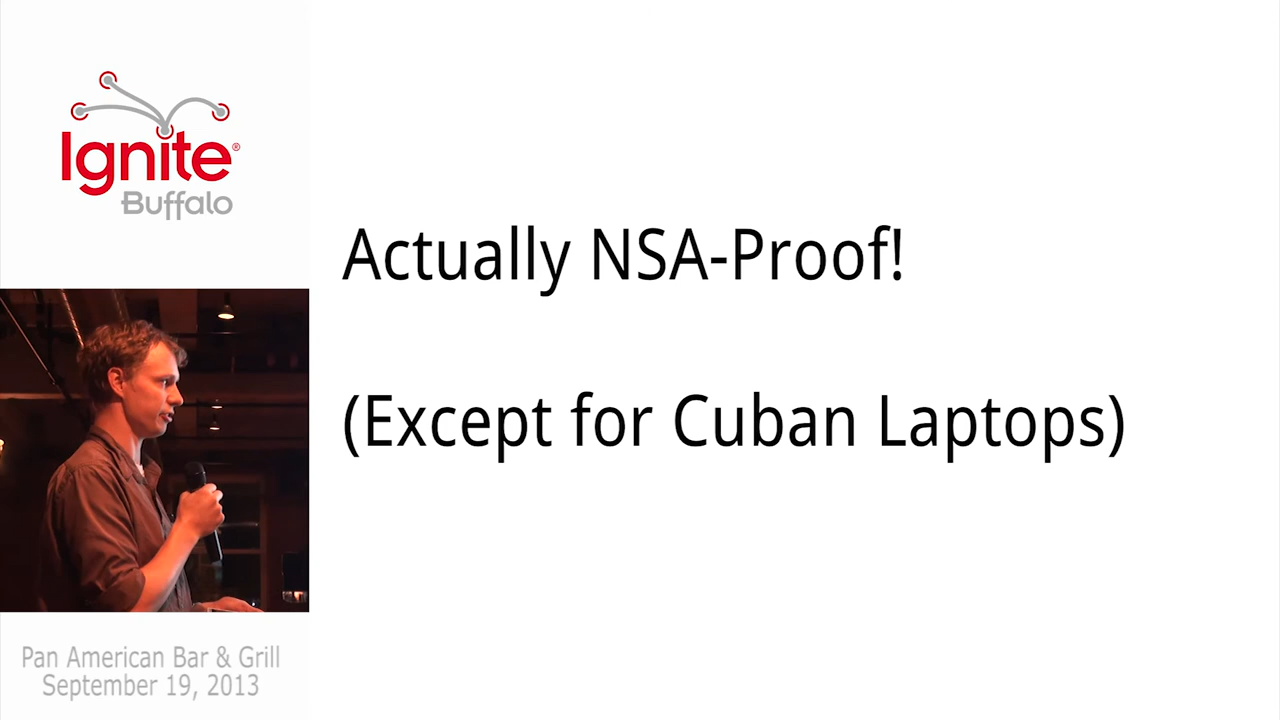 Ignite®
Buffalo
Actually NSA-Proof!
(Except for Cuban Laptops)
Pan American Bar & Grill
September 19, 2013